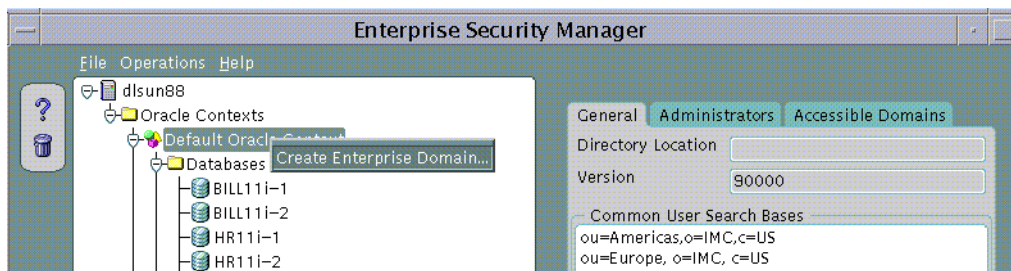 Enterprise Security Manager
File Operations Help
dlsun88
Oracle Contexts
Default Oracle Context
Create Enterprise Domain...
Databases
BILL11i-1
BILL11i-2
HR11i-1
HR11i-2
General Administrators Accessible Domains
Directory Location
Version 90000
Common User Search Bases
ou=Americas,o=IMC,c=US
ou=Europe, o=IMC, c=US